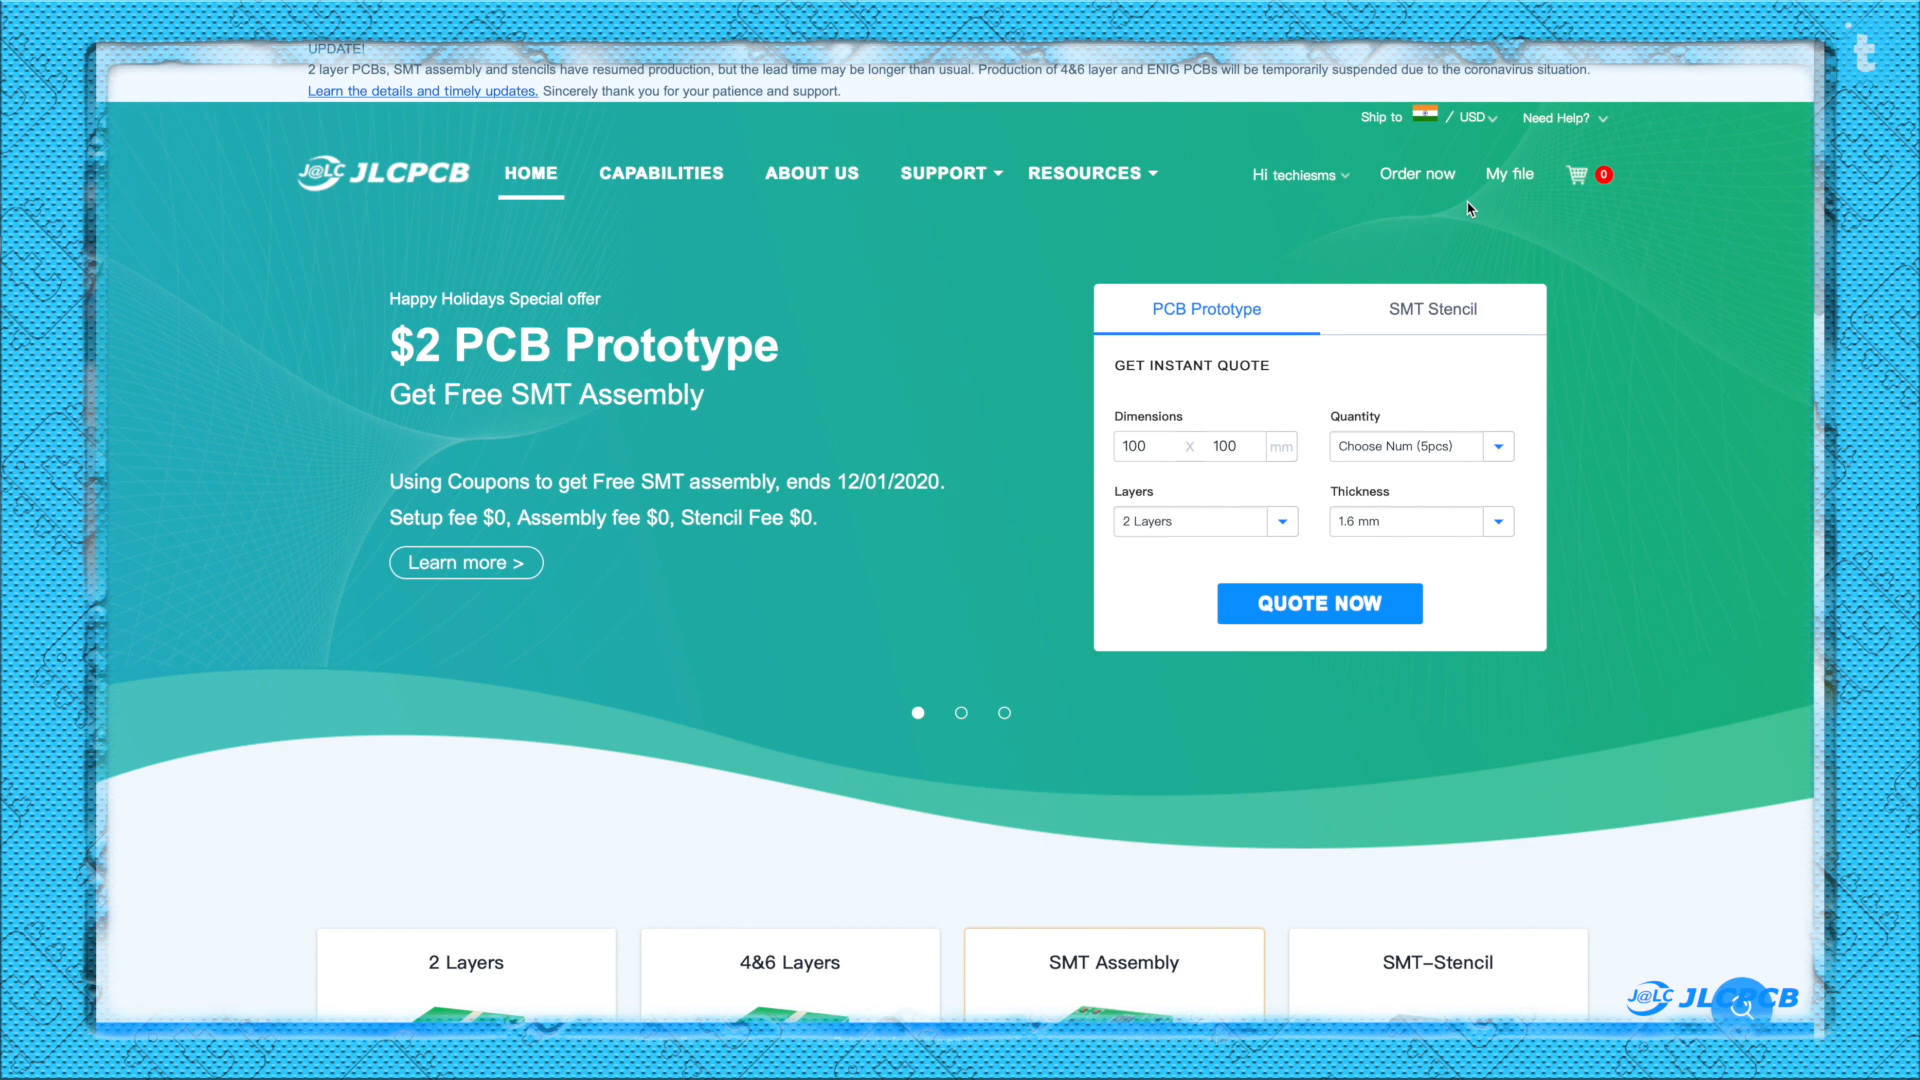 UPDATE!
2 layer PCBs, SMT assembly and stencils have resumed production, but the lead time may be longer than usual. Production of 4&6 layer and ENIG PCBs will be temporarily suspended due to the coronavirus situation.
Learn the details and timely updates. Sincerely thank you for your patience and support.
t
Ship to / USD Need Help?
J@LC JLCPCB HOME CAPABILITIES ABOUT US SUPPORT RESOURCES Hi techiesms Order now My file 0
Happy Holidays Special offer
$2 PCB Prototype
Get Free SMT Assembly
Using Coupons to get Free SMT assembly, ends 12/01/2020.
Setup fee $0, Assembly fee $0, Stencil Fee $0.
Learn more >
PCB Prototype SMT Stencil
GET INSTANT QUOTE
Dimensions Quantity
100 X 100 mm Choose Num (5pcs)
Layers Thickness
2 Layers 1.6 mm
QUOTE NOW
2 Layers 4&6 Layers SMT Assembly SMT-Stencil
J@LC JLCPCB